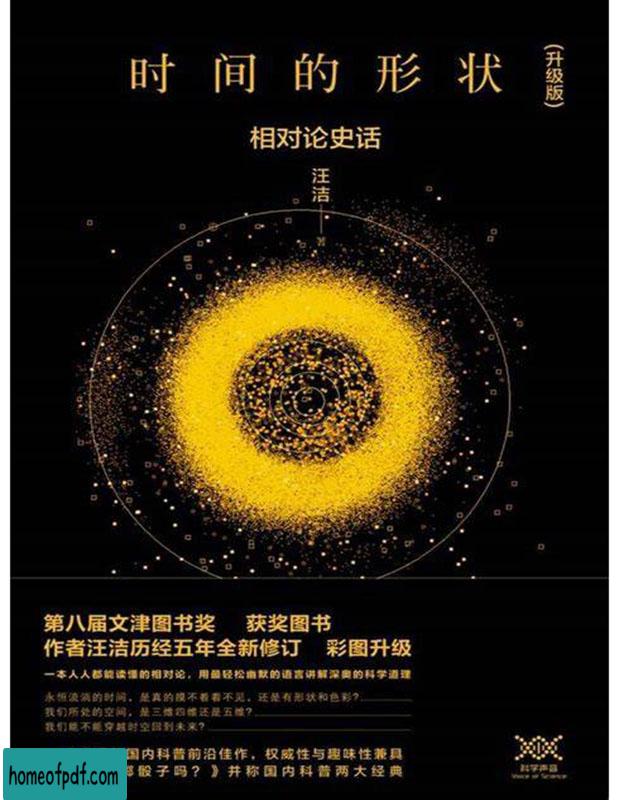 时间的形状
(升级版)
相对论史话
汪洁
第八届文津图书奖 获奖图书
作者汪洁历经五年全新修订 彩图升级
一本人人都能读懂的相对论，用最轻松幽默的语言讲解深奥的科学道理
永恒流淌的时间，是真的摸不着看不见，还是有形状和色彩?
我们所处的空间，是三维四维还是五维?
我们能不能穿越时空回到未来?
国内科普前沿佳作，权威性与趣味性兼具
骰子吗？》并称国内科普两大经典
科学声音
Voice of Science
homeofpdf.com